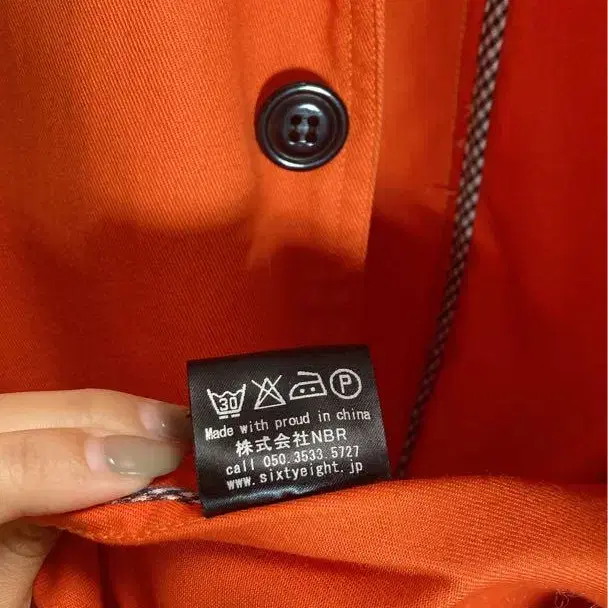 30 P
Made with proud in china
株式会社NBR
call 050.3533.5727
www.sixtyeight.jp